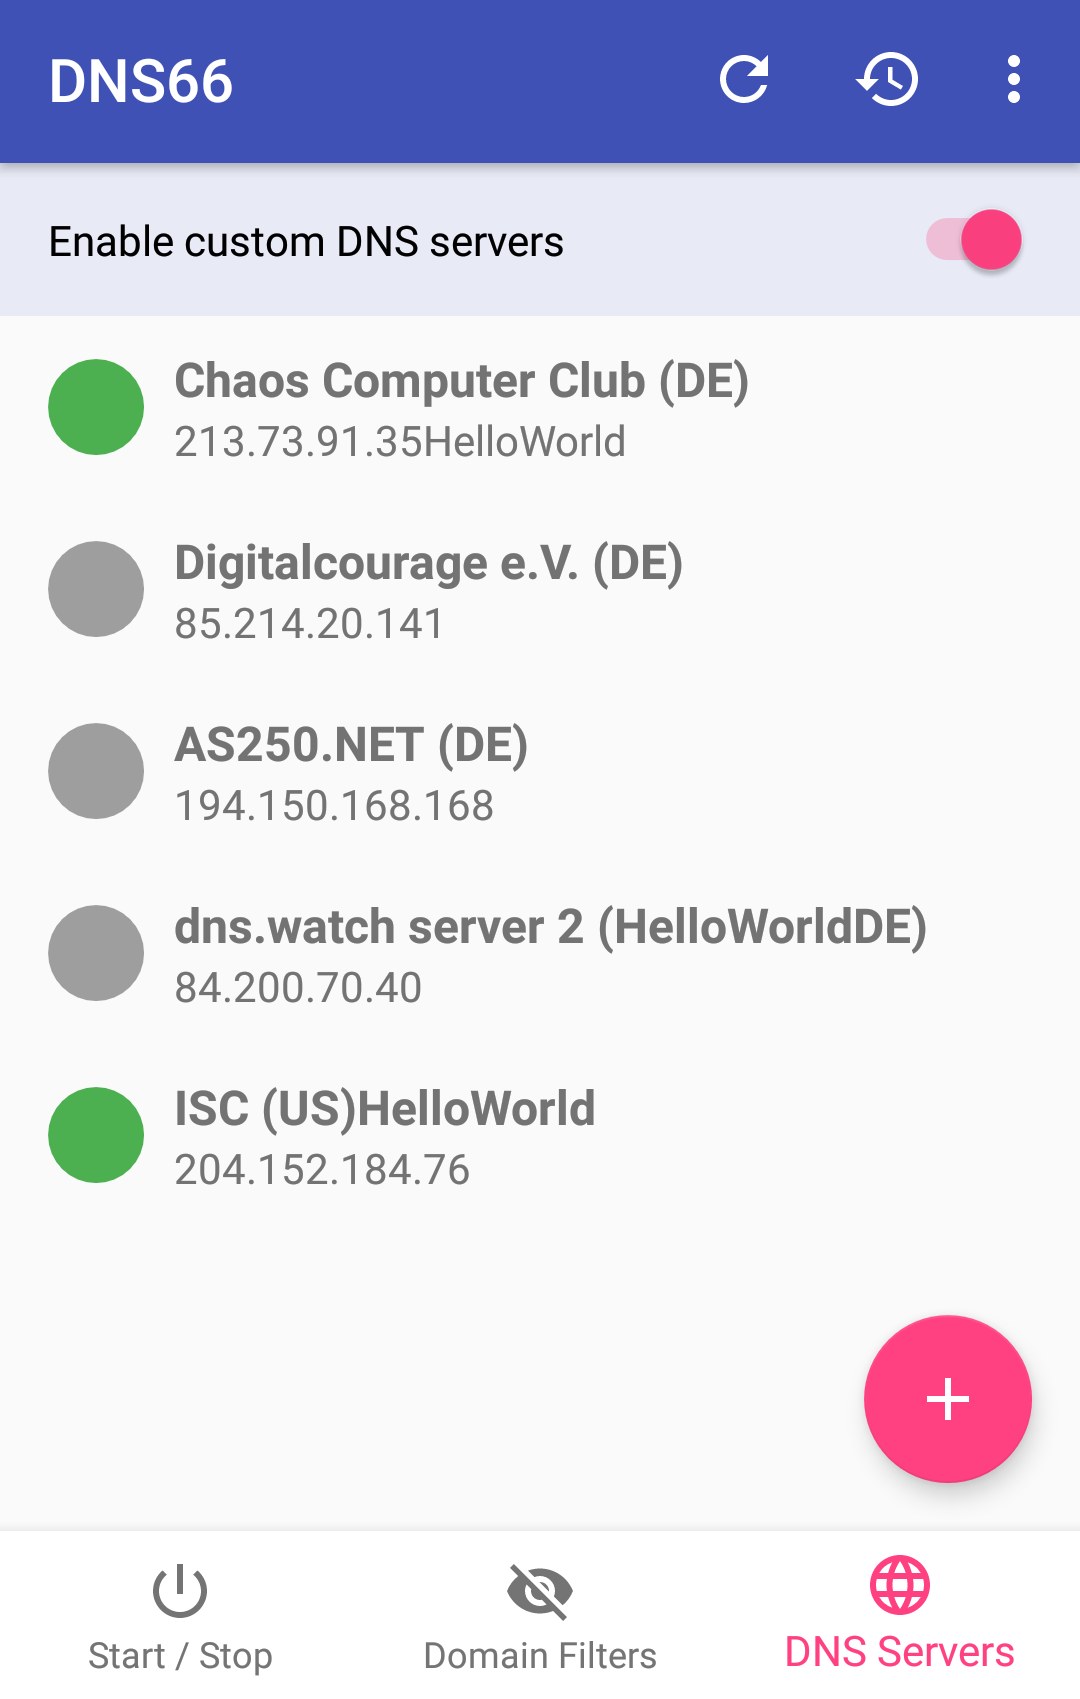 DNS66
Enable custom DNS servers
Chaos Computer Club (DE)
213.73.91.35HelloWorld
Digitalcourage e.V. (DE)
85.214.20.141
AS250.NET (DE)
194.150.168.168
dns.watch server 2 (HelloWorldDE)
84.200.70.40
ISC (US)HelloWorld
204.152.184.76
Start / Stop
Domain Filters
DNS Servers